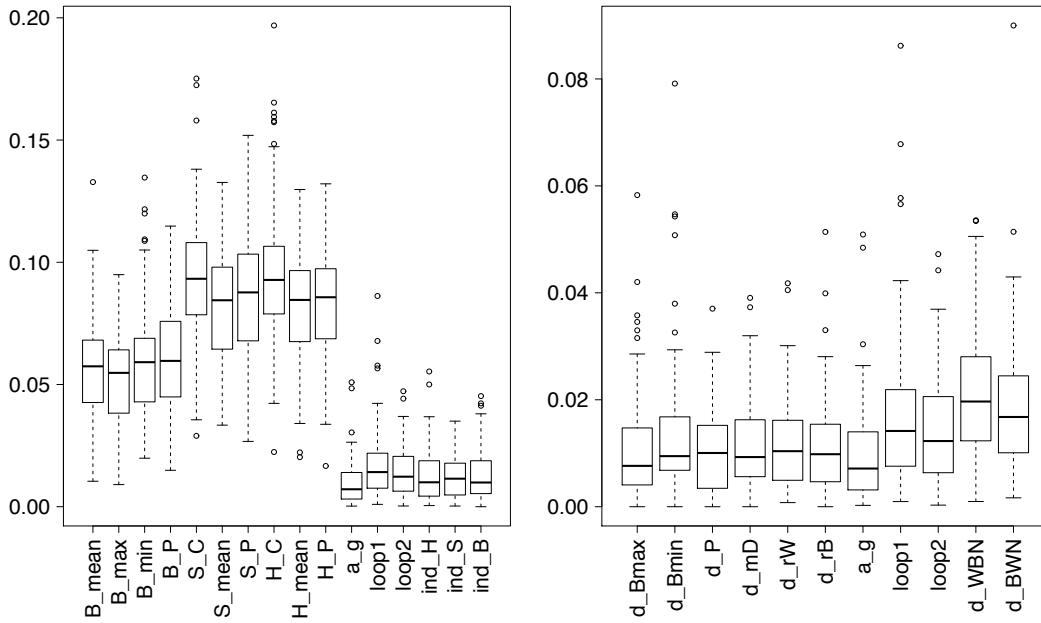 0.20
0.15
0.10
0.05
0.00
B_mean
B_max
B_min
B_P
S_C
S_mean
S_P
H_C
H_mean
H_P
a_g
loop1
loop2
ind_H
ind_S
ind_B
0.08
0.06
0.04
0.02
0.00
d_Bmax
d_Bmin
d_P
d_mD
d_rW
d_rB
a_g
loop1
loop2
d_WBN
d_BWN